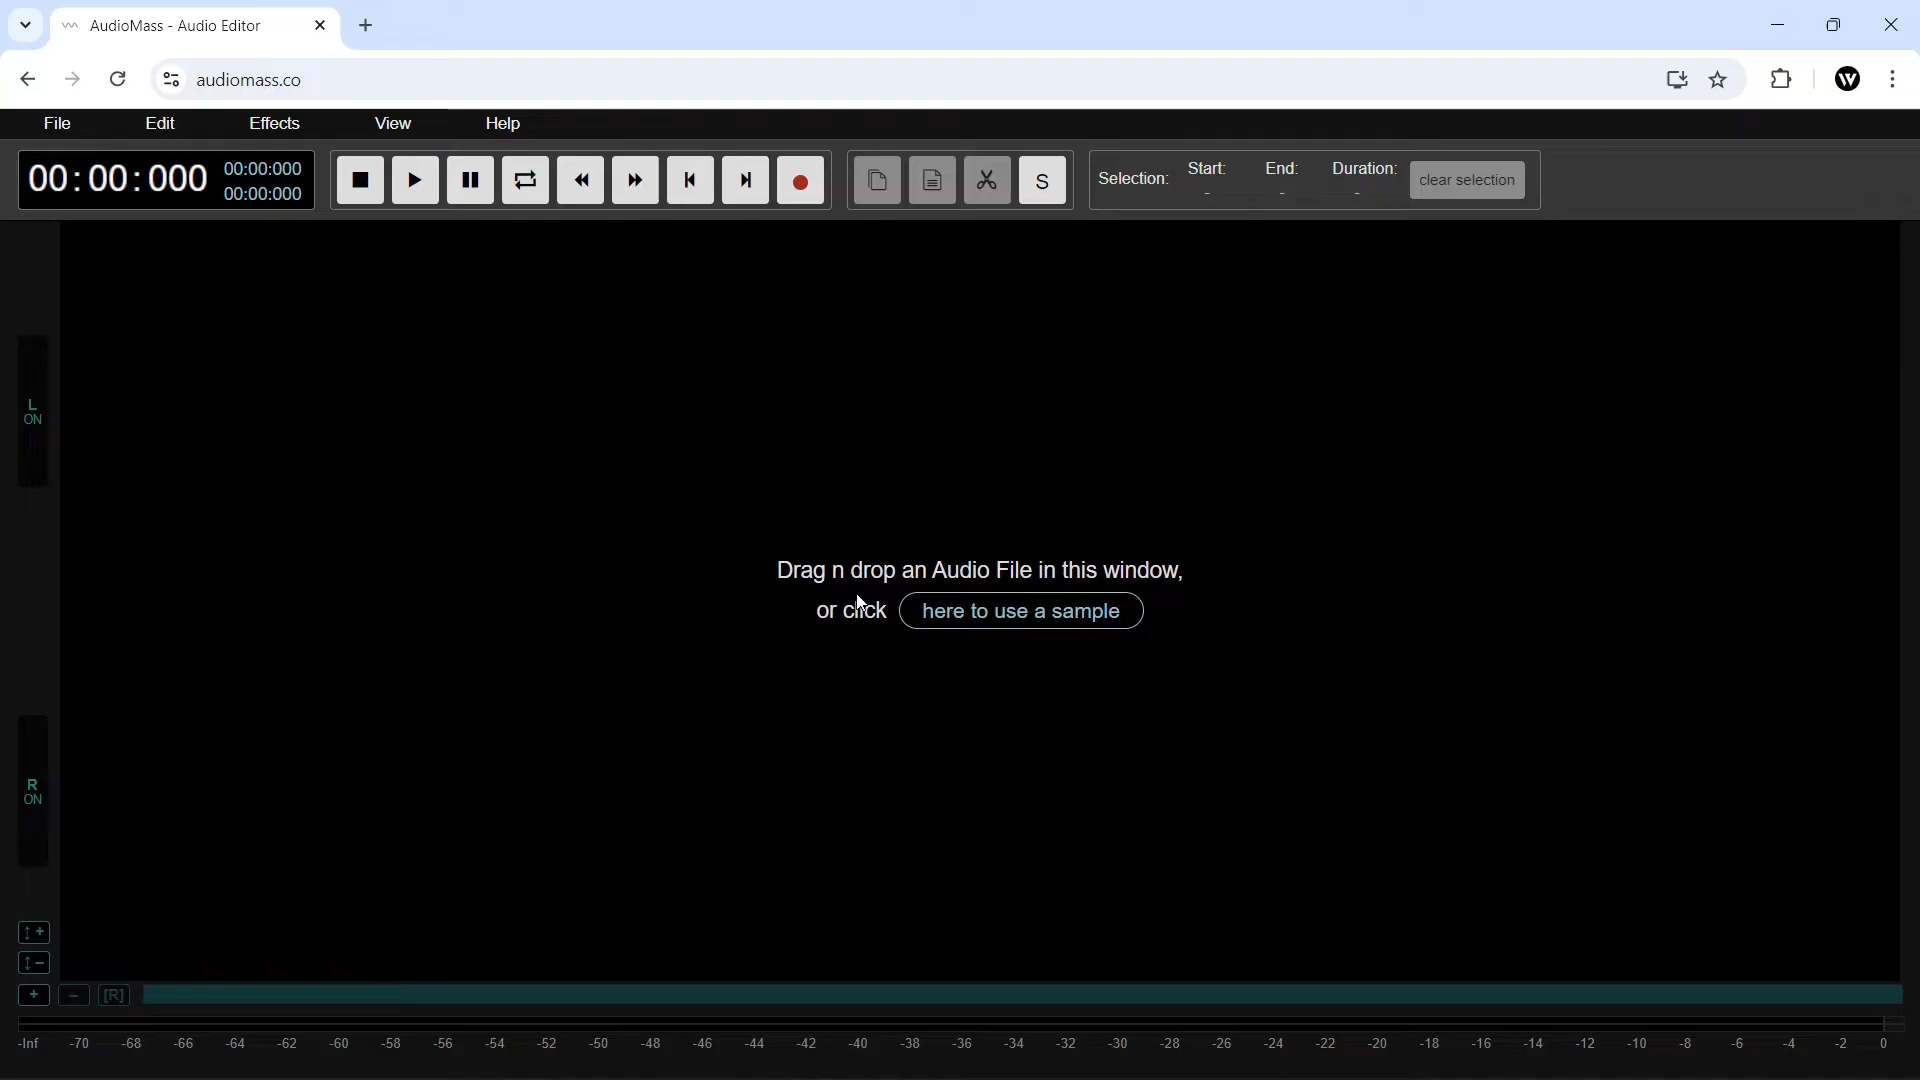 AudioMass - Audio Editor
audiomass.co
File Edit Effects View Help
00:00:000 00:00:000
00:00:000
S
Selection: Start: End: Duration: clear selection
- - -
L
ON
Drag n drop an Audio File in this window,
or click here to use a sample
R
ON
+
−
+ − [R]
-Inf -70 -68 -66 -64 -62 -60 -58 -56 -54 -52 -50 -48 -46 -44 -42 -40 -38 -36 -34 -32 -30 -28 -26 -24 -22 -20 -18 -16 -14 -12 -10 -8 -6 -4 -2 0